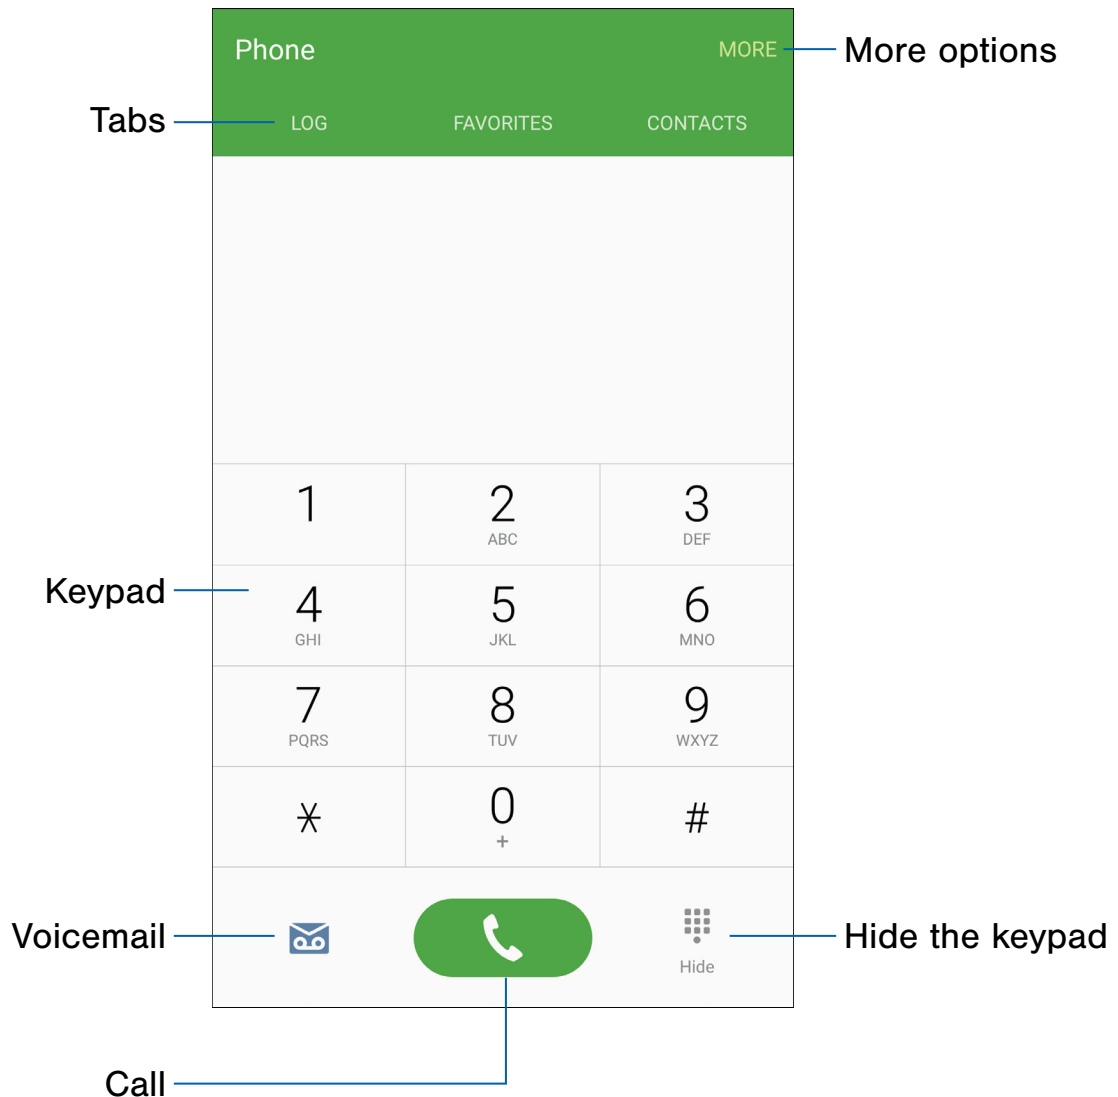 Phone MORE More options
Tabs LOG FAVORITES CONTACTS
1 2 3
ABC DEF
Keypad
4 5 6
GHI JKL MNO
7 8 9
PQRS TUV WXYZ
* 0 #
+
Voicemail Hide the keypad
Hide
Call